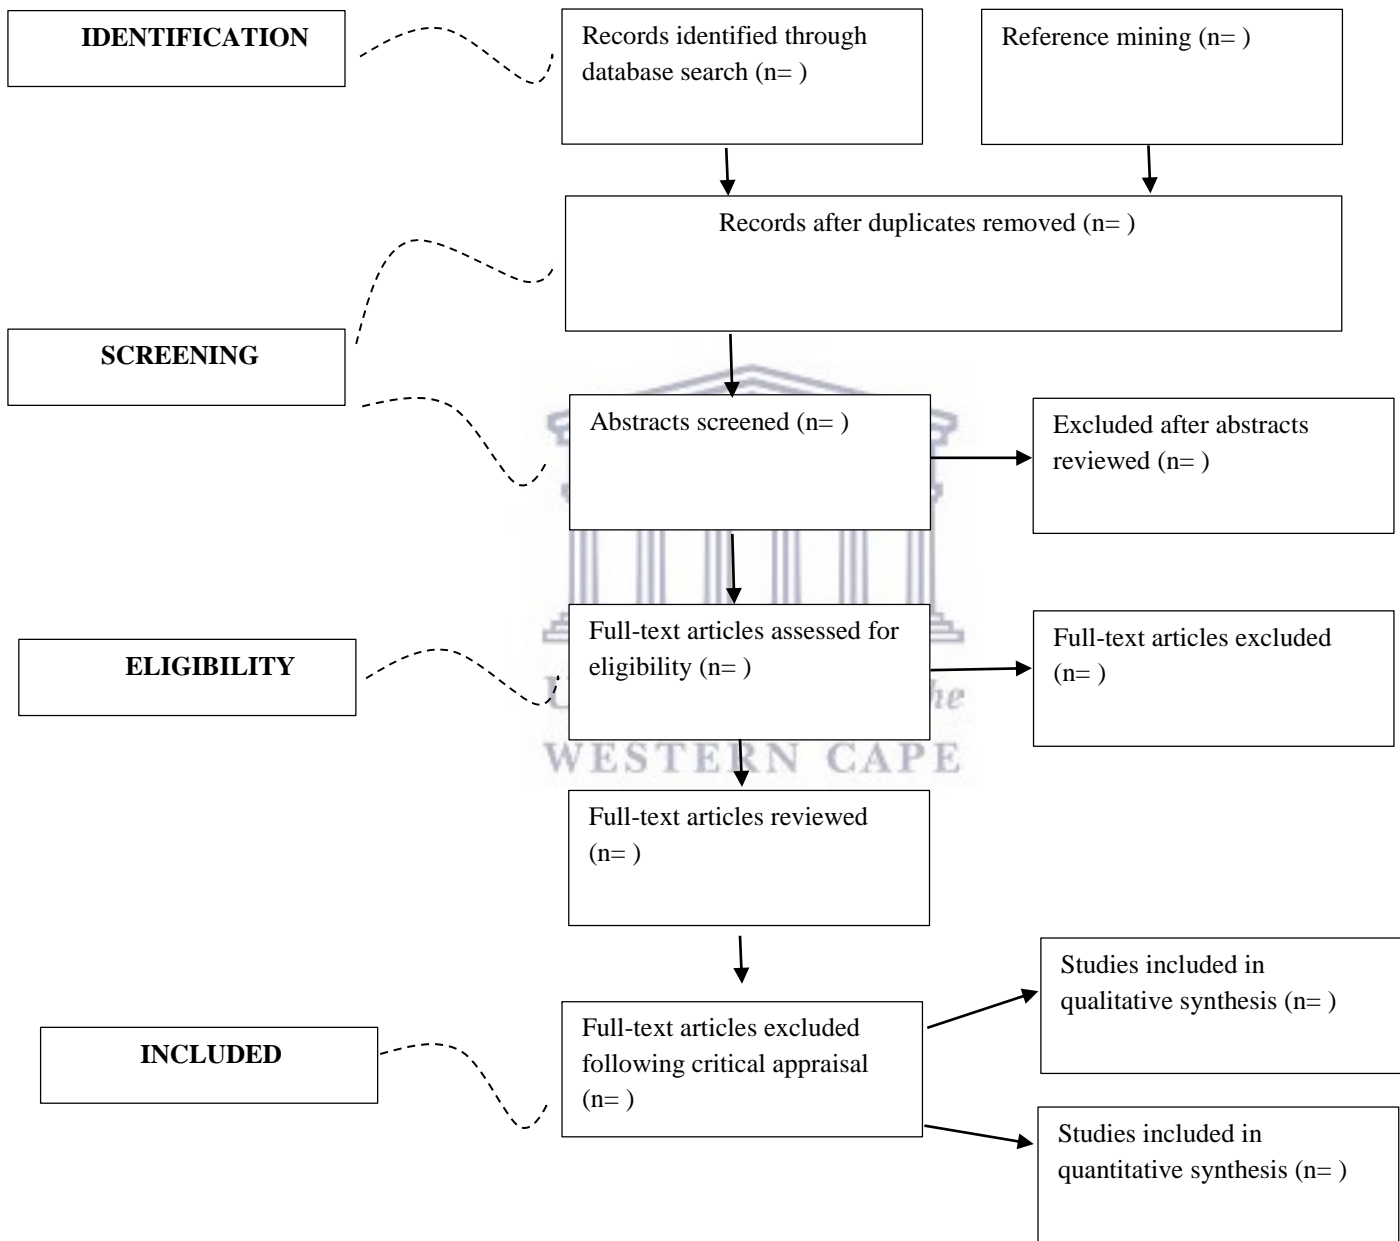 IDENTIFICATION
Records identified through
database search (n= )
Reference mining (n= )
Records after duplicates removed (n= )
SCREENING
Abstracts screened (n= )
Excluded after abstracts
reviewed (n= )
ELIGIBILITY
Full-text articles assessed for
eligibility (n= )
Full-text articles excluded
(n= )
he
WESTERN CAPE
Full-text articles reviewed
(n= )
INCLUDED
Full-text articles excluded
following critical appraisal
(n= )
Studies included in
qualitative synthesis (n= )
Studies included in
quantitative synthesis (n= )